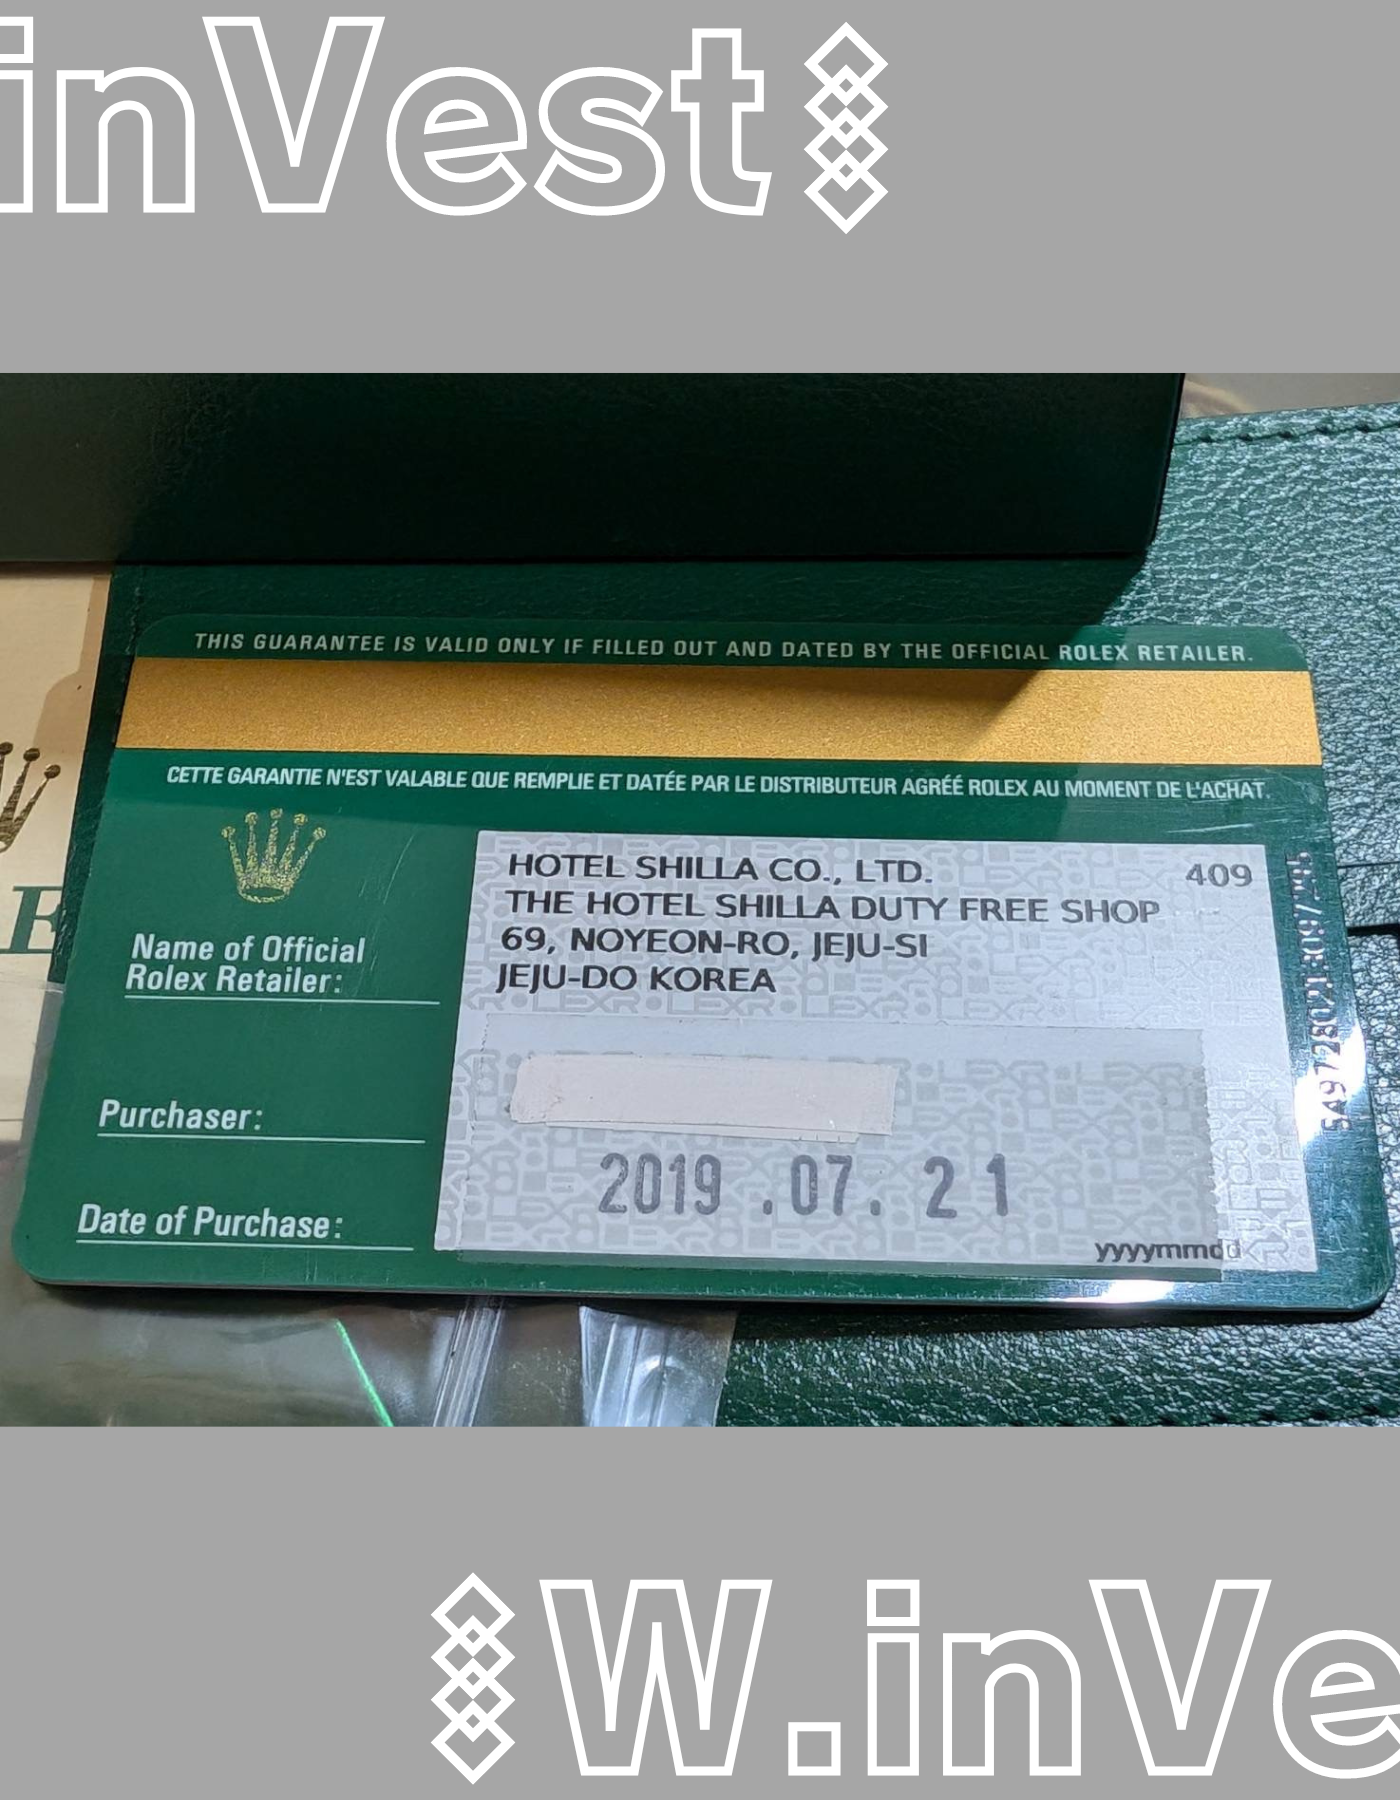 inVest
THIS GUARANTEE IS VALID ONLY IF FILLED OUT AND DATED BY THE OFFICIAL ROLEX RETAILER.
CETTE GARANTIE N'EST VALABLE QUE REMPLIE ET DATÉE PAR LE DISTRIBUTEUR AGRÉÉ ROLEX AU MOMENT DE L'ACHAT.
HOTEL SHILLA CO., LTD. 409
THE HOTEL SHILLA DUTY FREE SHOP
69, NOYEON-RO, JEJU-SI
JEJU-DO KOREA
Name of Official
Rolex Retailer:
Purchaser:
Date of Purchase:
2019 .07. 21
yyyymmdd
W.inVe